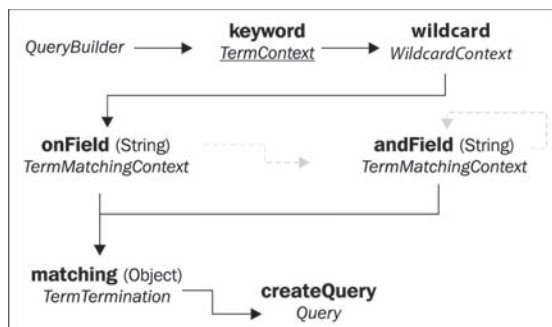 keyword
wildcard
QueryBuilder
TermContext
WildcardContext
onField (String)
andField (String)
TermMatchingContext
TermMatchingContext
matching (Object)
TermTermination
createQuery
Query